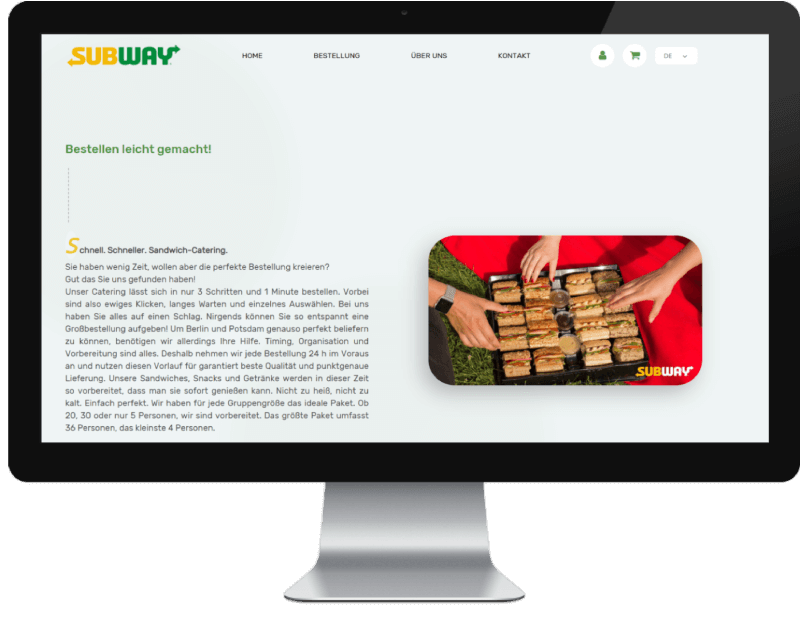 SUBWAY
HOME
BESTELLUNG
ÜBER UNS
KONTAKT
DE
Bestellen leicht gemacht!
Schnell. Schneller. Sandwich-Catering.
Sie haben wenig Zeit, wollen aber die perfekte Bestellung kreieren?
Gut das Sie uns gefunden haben!
Unser Catering lässt sich in nur 3 Schritten und 1 Minute bestellen. Vorbei
sind also ewiges Klicken, langes Warten und einzelnes Auswählen. Bei uns
haben Sie alles auf einen Schlag. Nirgends können Sie so entspannt eine
Großbestellung aufgeben! Um Berlin und Potsdam genauso perfekt beliefern
zu können, benötigen wir allerdings Ihre Hilfe. Timing, Organisation und
Vorbereitung sind alles. Deshalb nehmen wir jede Bestellung 24 h im Voraus
an und nutzen diesen Vorlauf für garantiert beste Qualität und punktgenaue
Lieferung. Unsere Sandwiches, Snacks und Getränke werden in dieser Zeit
so vorbereitet, dass man sie sofort genießen kann. Nicht zu heiß, nicht zu
kalt. Einfach perfekt. Wir haben für jede Gruppengröße das ideale Paket. Ob
20, 30 oder nur 5 Personen, wir sind vorbereitet. Das größte Paket umfasst
36 Personen, das kleinste 4 Personen.
SUBWAY